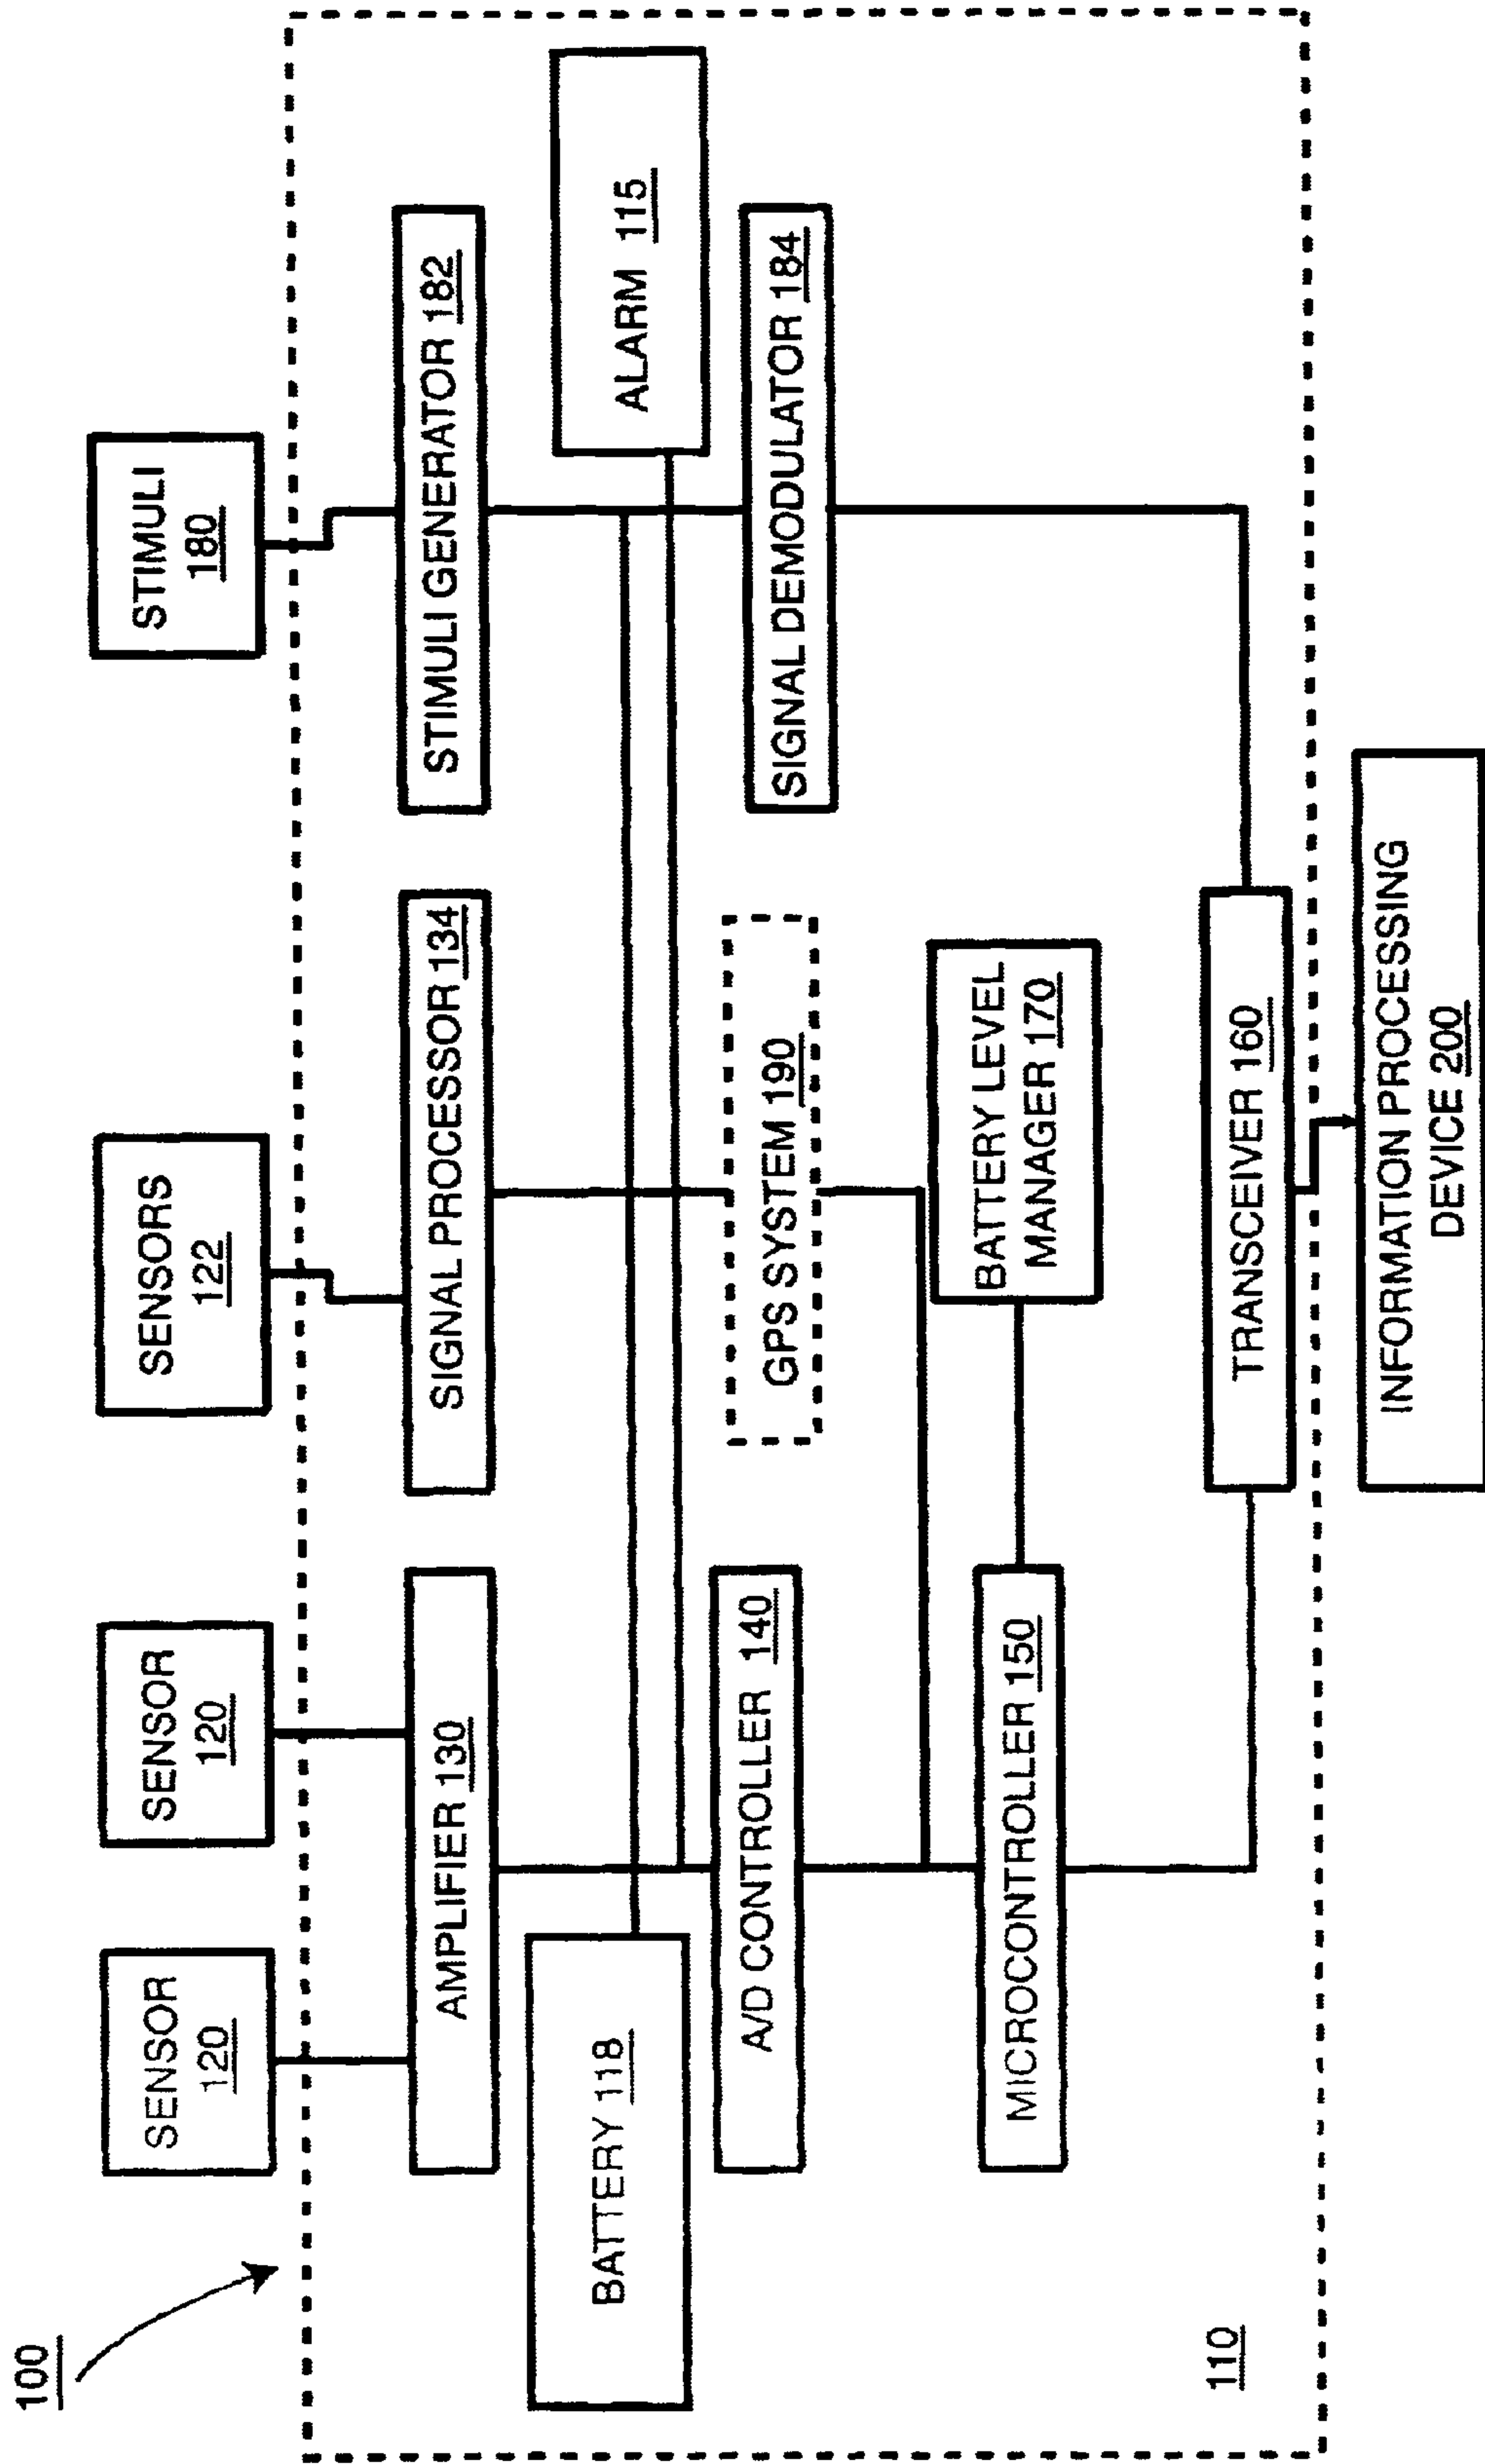 100
SENSOR
120
SENSOR
120
SENSORS
122
STIMULI
180
AMPLIFIER 130
SIGNAL PROCESSOR 134
STIMULI GENERATOR 182
BATTERY 118
ALARM 115
A/D CONTROLLER 140
GPS SYSTEM 190
SIGNAL DEMODULATOR 184
MICROCONTROLLER 150
BATTERY LEVEL
MANAGER 170
110
TRANSCEIVER 160
INFORMATION PROCESSING
DEVICE 200